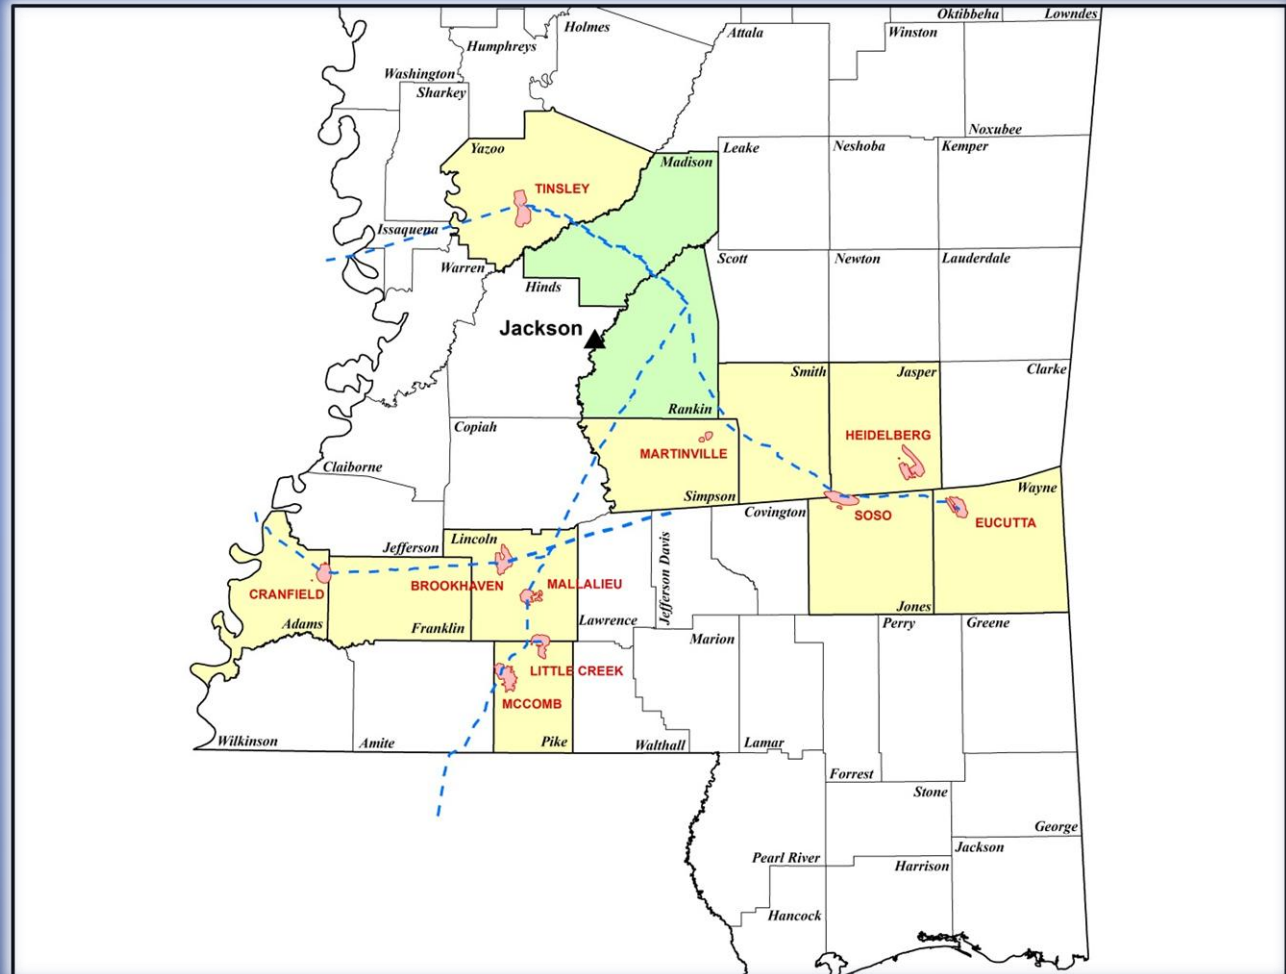 Oktibbeha
Lowndes
Holmes
Attala
Winston
Humphreys
Washington
Sharkey
Noxubee
Yazoo
Madison
Leake
Neshoba
Kemper
TINSLEY
Issaquena
Warren
Scott
Newton
Lauderdale
Hinds
Jackson
Smith
Jasper
Clarke
Rankin
Copiah
HEIDELBERG
MARTINVILLE
Claiborne
Simpson
Wayne
Covington
SOSO
EUCUTTA
Lincoln
Jefferson
Jefferson Davis
BROOKHAVEN
MALLALIEU
CRANFIELD
Adams
Franklin
Lawrence
Jones
Perry
Greene
Marion
LITTLE CREEK
MCCOMB
Wilkinson
Amite
Pike
Walthall
Lamar
Forrest
Stone
George
Jackson
Pearl River
Harrison
Hancock